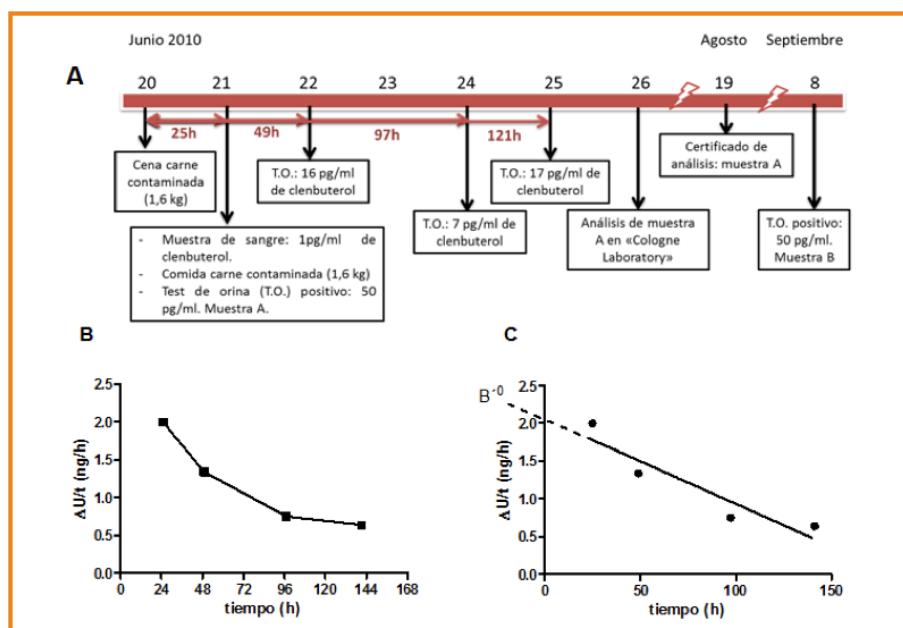 Junio 2010
Agosto Septiembre
A
20 21 22 23 24 25 26 19 8
25h 49h 97h 121h
Cena carne
contaminada
(1,6 kg)
- Muestra de sangre: 1pg/ml de
clenbuterol.
- Comida carne contaminada (1,6 kg)
- Test de orina (T.O.) positivo: 50
pg/ml. Muestra A.
T.O.: 16 pg/ml
de clenbuterol
T.O.: 7 pg/ml de
clenbuterol
T.O.: 17 pg/ml de
clenbuterol
Análisis de muestra
A en «Cologne
Laboratory»
Certificado de
análisis: muestra A
T.O. positivo:
50 pg/ml.
Muestra B
B
ΔU/t (ng/h)
2.5
2.0
1.5
1.0
0.5
0.0
0 24 48 72 96 120 144 168
tiempo (h)
C
B´0
ΔU/t (ng/h)
2.5
2.0
1.5
1.0
0.5
0.0
0 50 100 150
tiempo (h)